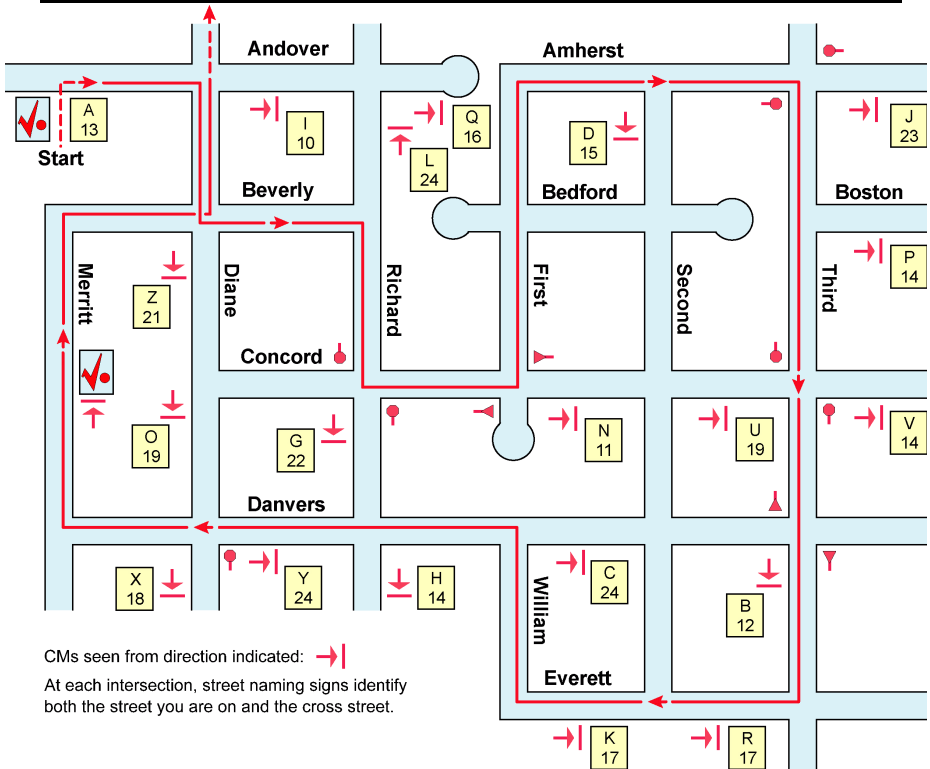 Andover
Amherst
A
13
I
10
Q
16
D
15
J
23
Start
L
24
Beverly
Bedford
Boston
P
14
Merritt
Diane
Richard
First
Second
Third
Z
21
Concord
O
19
G
22
N
11
U
19
V
14
Danvers
X
18
Y
24
H
14
William
C
24
B
12
CMs seen from direction indicated:
At each intersection, street naming signs identify
both the street you are on and the cross street.
Everett
K
17
R
17